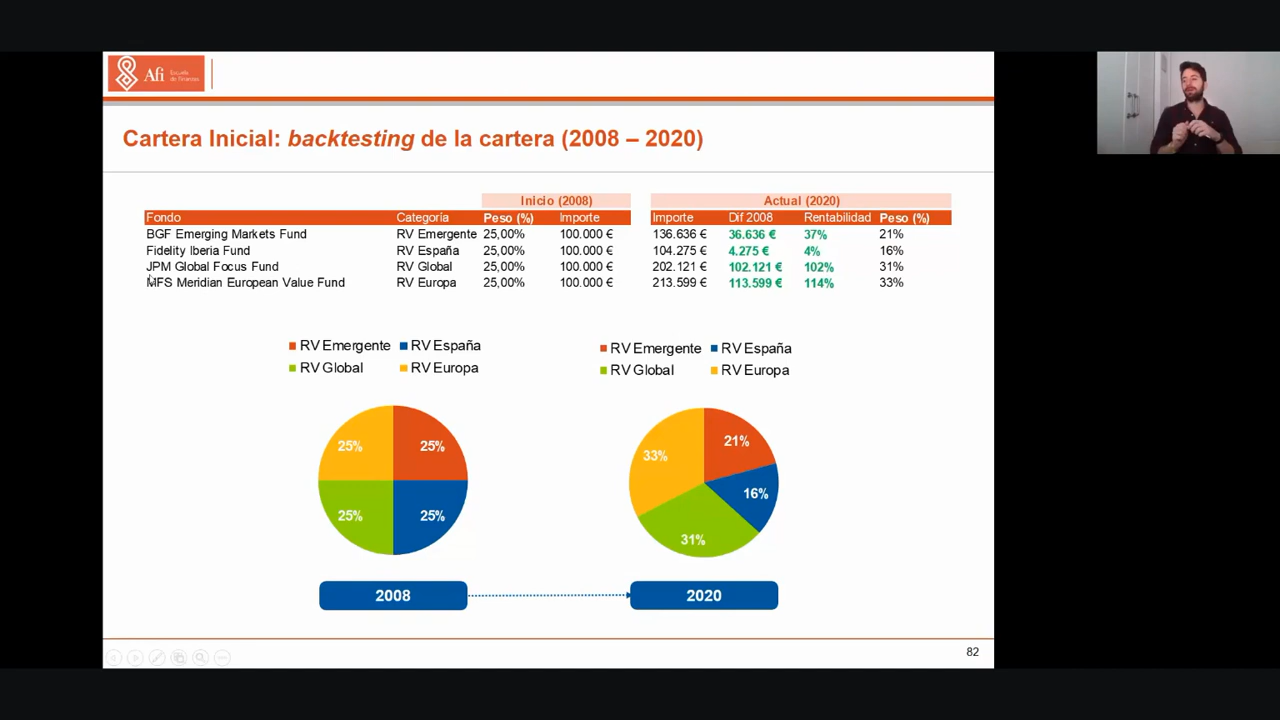 Afi Escuela
de Finanzas
Cartera Inicial: backtesting de la cartera (2008 – 2020)
Inicio (2008) Actual (2020)
Fondo Categoría Peso (%) Importe Importe Dif 2008 Rentabilidad Peso (%)
BGF Emerging Markets Fund RV Emergente 25,00% 100.000 € 136.636 € 36.636 € 37% 21%
Fidelity Iberia Fund RV España 25,00% 100.000 € 104.275 € 4.275 € 4% 16%
JPM Global Focus Fund RV Global 25,00% 100.000 € 202.121 € 102.121 € 102% 31%
MFS Meridian European Value Fund RV Europa 25,00% 100.000 € 213.599 € 113.599 € 114% 33%
RV Emergente RV España
RV Global RV Europa
RV Emergente RV España
RV Global RV Europa
25% 25%
25% 25%
21%
33%
16%
31%
2008
2020
82